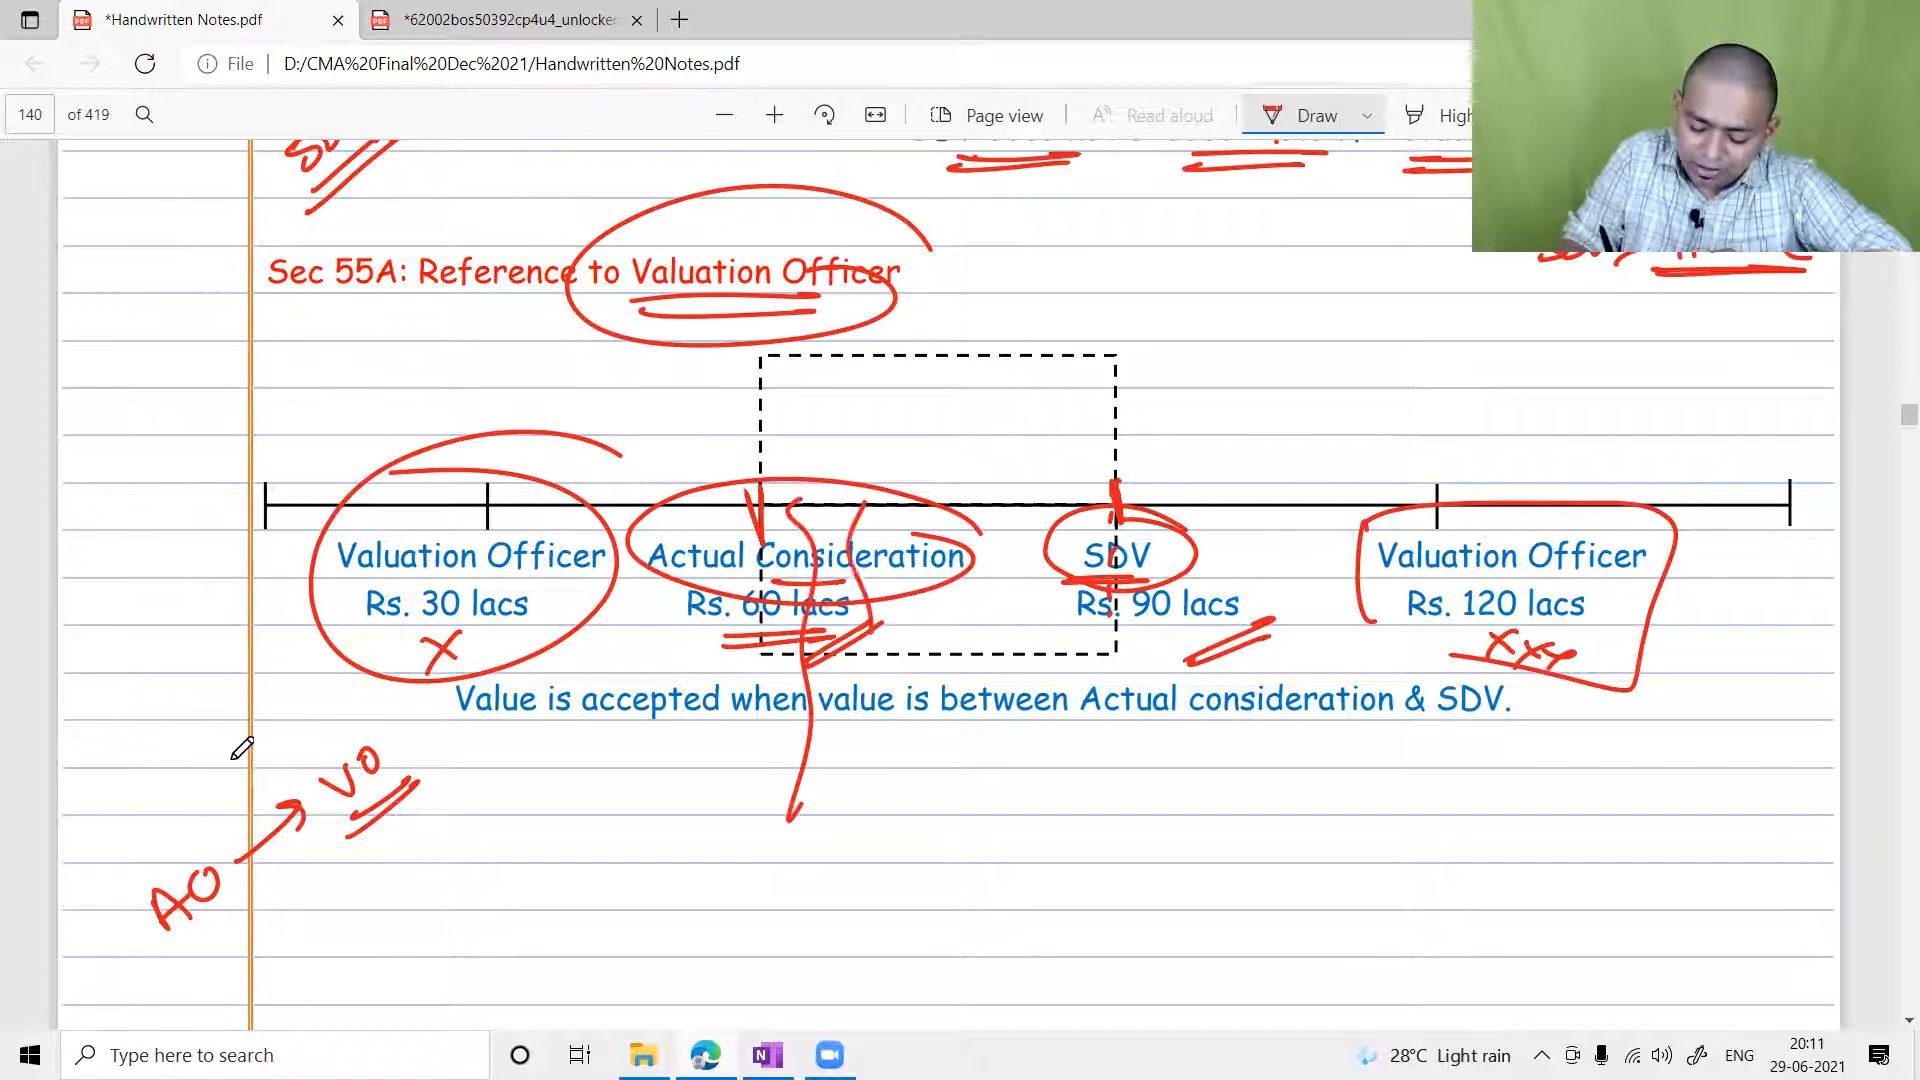 *Handwritten Notes.pdf
*62002bos50392cp4u4_unlocked
File
D:/CMA%20Final%20Dec%2021/Handwritten%20Notes.pdf
140 of 419
Page view
Read aloud
Draw
High
Sec 55A: Reference to Valuation Officer
Valuation Officer Actual Consideration SDV Valuation Officer
Rs. 30 lacs Rs. 60 lacs Rs. 90 lacs Rs. 120 lacs
X
XXX
Value is accepted when value is between Actual consideration & SDV.
VO
AO
Type here to search
28°C Light rain
ENG
20:11
29-06-2021